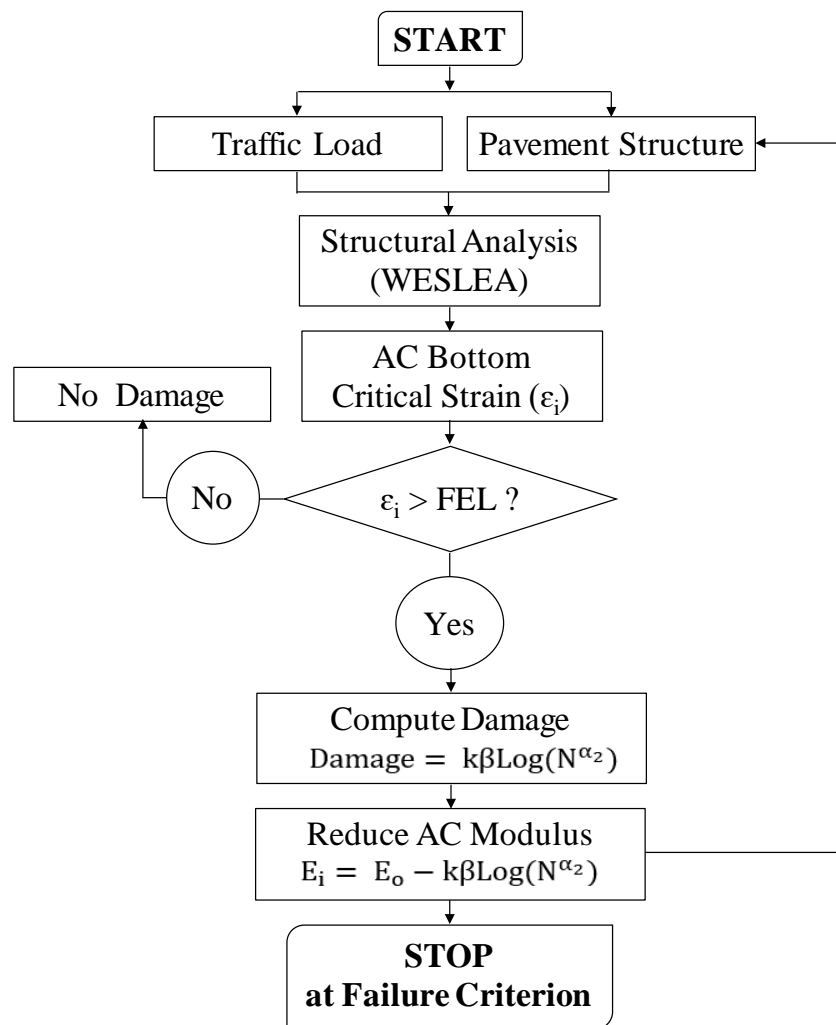 START
Traffic Load
Pavement Structure
Structural Analysis
(WESLEA)
AC Bottom
Critical Strain (εᵢ)
No Damage
No
εᵢ > FEL ?
Yes
Compute Damage
Damage = kβLog(N^α₂)
Reduce AC Modulus
Eᵢ = Eₒ − kβLog(N^α₂)
STOP
at Failure Criterion